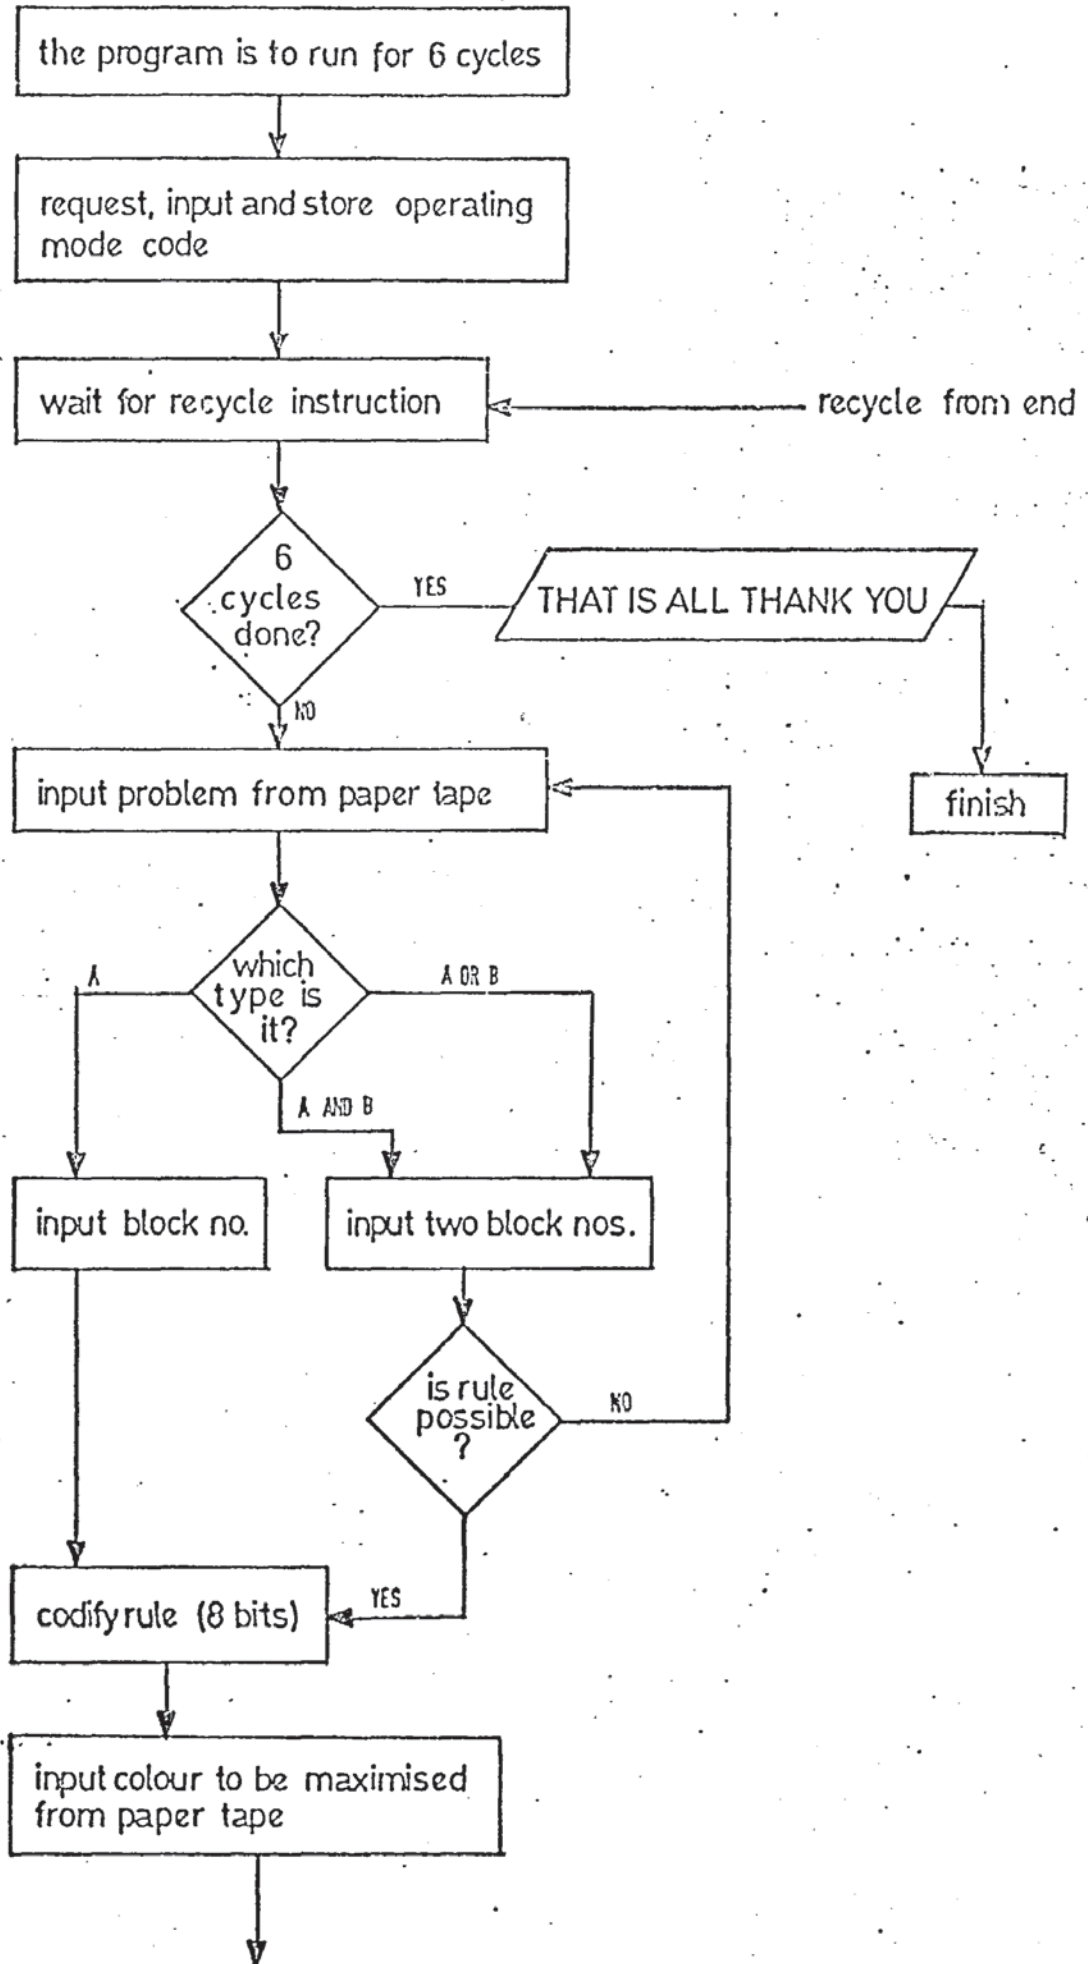 the program is to run for 6 cycles
request, input and store operating
mode code
wait for recycle instruction
recycle from end
6
cycles
done?
YES
THAT IS ALL THANK YOU
NO
input problem from paper tape
finish
which
type is
it?
A
A OR B
A AND B
input block no.
input two block nos.
is rule
possible
?
NO
YES
codify rule (8 bits)
input colour to be maximised
from paper tape